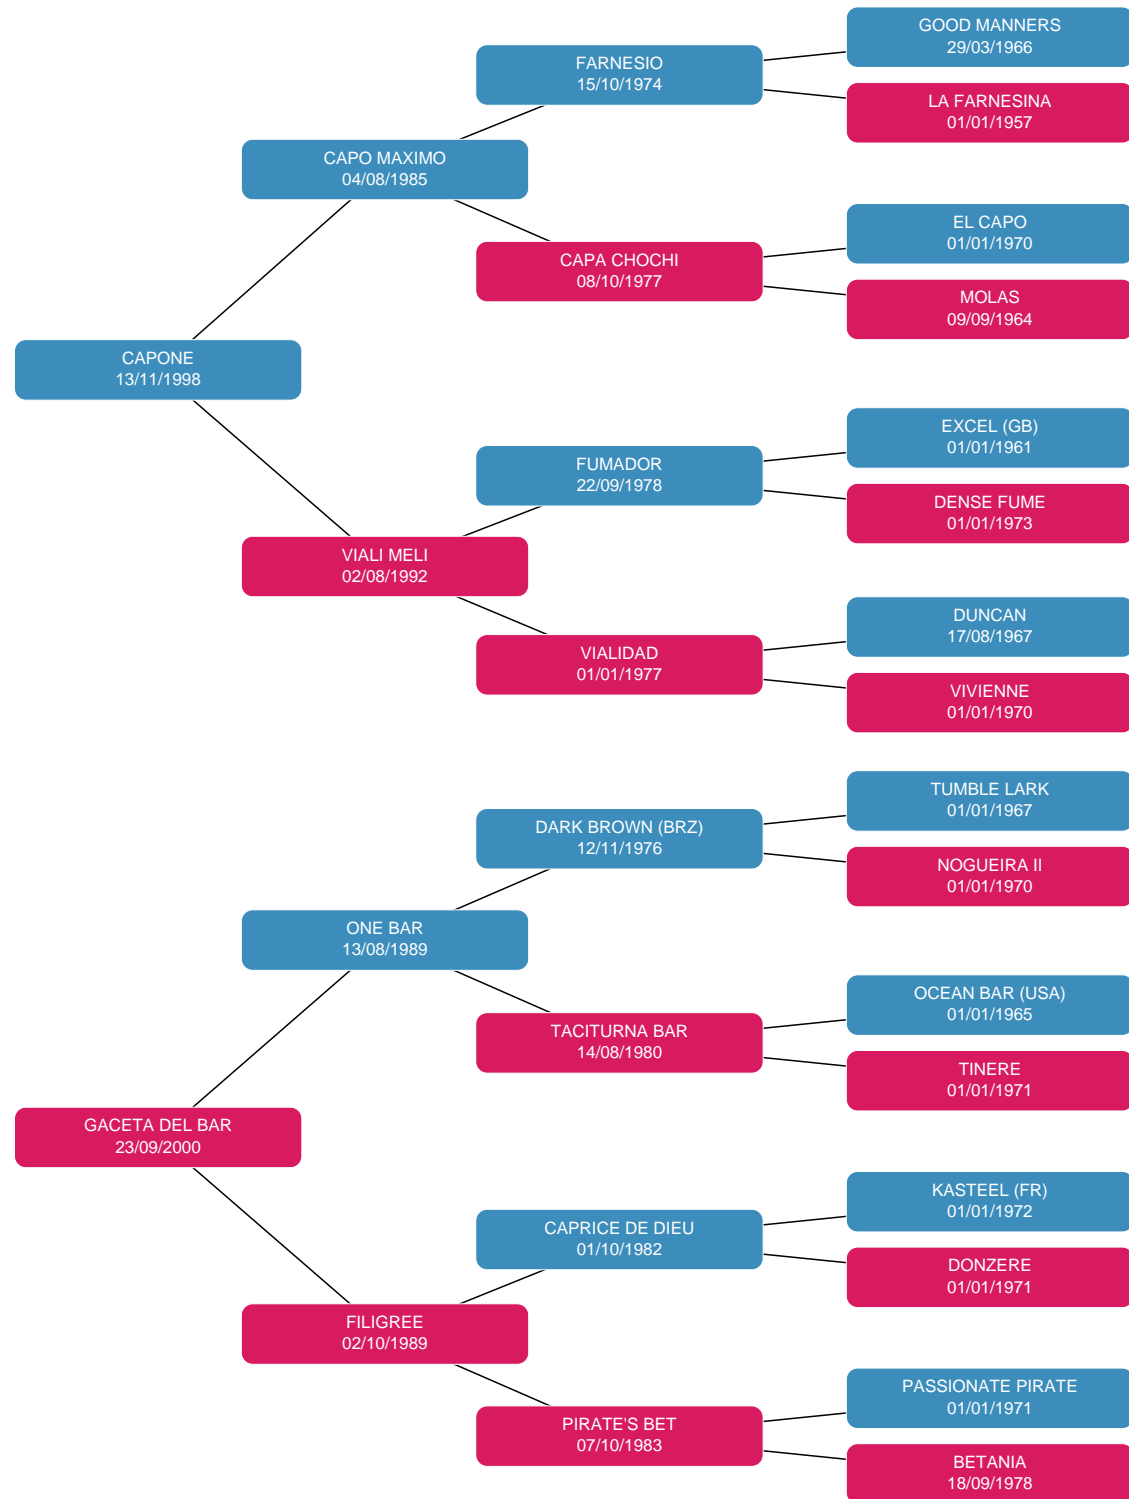 GOOD MANNERS
29/03/1966
FARNESIO
15/10/1974
LA FARNESINA
01/01/1957
CAPO MAXIMO
04/08/1985
EL CAPO
01/01/1970
CAPA CHOCHI
08/10/1977
MOLAS
09/09/1964
CAPONE
13/11/1998
EXCEL (GB)
01/01/1961
FUMADOR
22/09/1978
DENSE FUME
01/01/1973
VIALI MELI
02/08/1992
DUNCAN
17/08/1967
VIALIDAD
01/01/1977
VIVIENNE
01/01/1970
TUMBLE LARK
01/01/1967
DARK BROWN (BRZ)
12/11/1976
NOGUEIRA II
01/01/1970
ONE BAR
13/08/1989
OCEAN BAR (USA)
01/01/1965
TACITURNA BAR
14/08/1980
TINERE
01/01/1971
GACETA DEL BAR
23/09/2000
KASTEEL (FR)
01/01/1972
CAPRICE DE DIEU
01/10/1982
DONZERE
01/01/1971
FILIGREE
02/10/1989
PASSIONATE PIRATE
01/01/1971
PIRATE'S BET
07/10/1983
BETANIA
18/09/1978